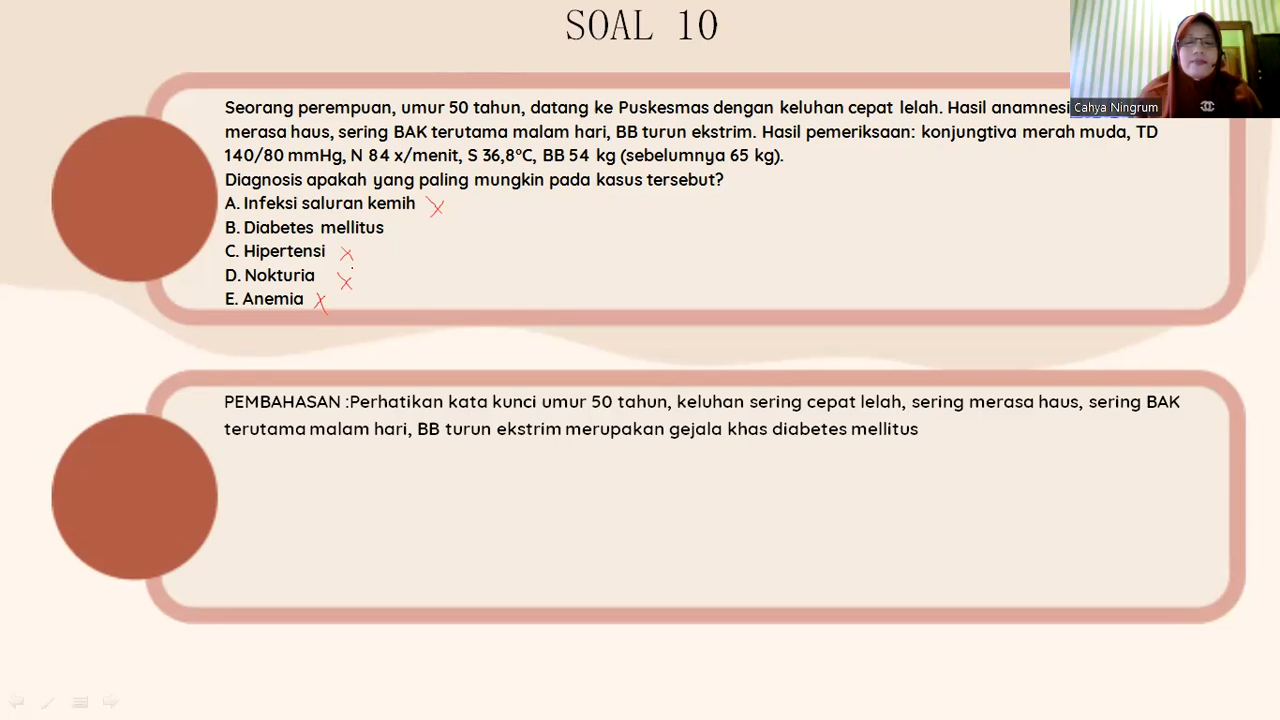 SOAL 10
Seorang perempuan, umur 50 tahun, datang ke Puskesmas dengan keluhan cepat lelah. Hasil anamnesi
merasa haus, sering BAK terutama malam hari, BB turun ekstrim. Hasil pemeriksaan: konjungtiva merah muda, TD
140/80 mmHg, N 84 x/menit, S 36,8°C, BB 54 kg (sebelumnya 65 kg).
Diagnosis apakah yang paling mungkin pada kasus tersebut?
A. Infeksi saluran kemih
B. Diabetes mellitus
C. Hipertensi
D. Nokturia
E. Anemia
Cahya Ningrum
PEMBAHASAN :Perhatikan kata kunci umur 50 tahun, keluhan sering cepat lelah, sering merasa haus, sering BAK
terutama malam hari, BB turun ekstrim merupakan gejala khas diabetes mellitus